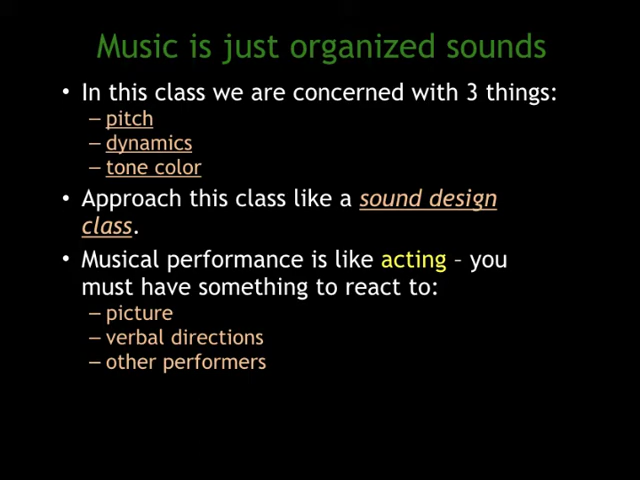 Music is just organized sounds
• In this class we are concerned with 3 things:
– pitch
– dynamics
– tone color
• Approach this class like a sound design
class.
• Musical performance is like acting – you
must have something to react to:
– picture
– verbal directions
– other performers